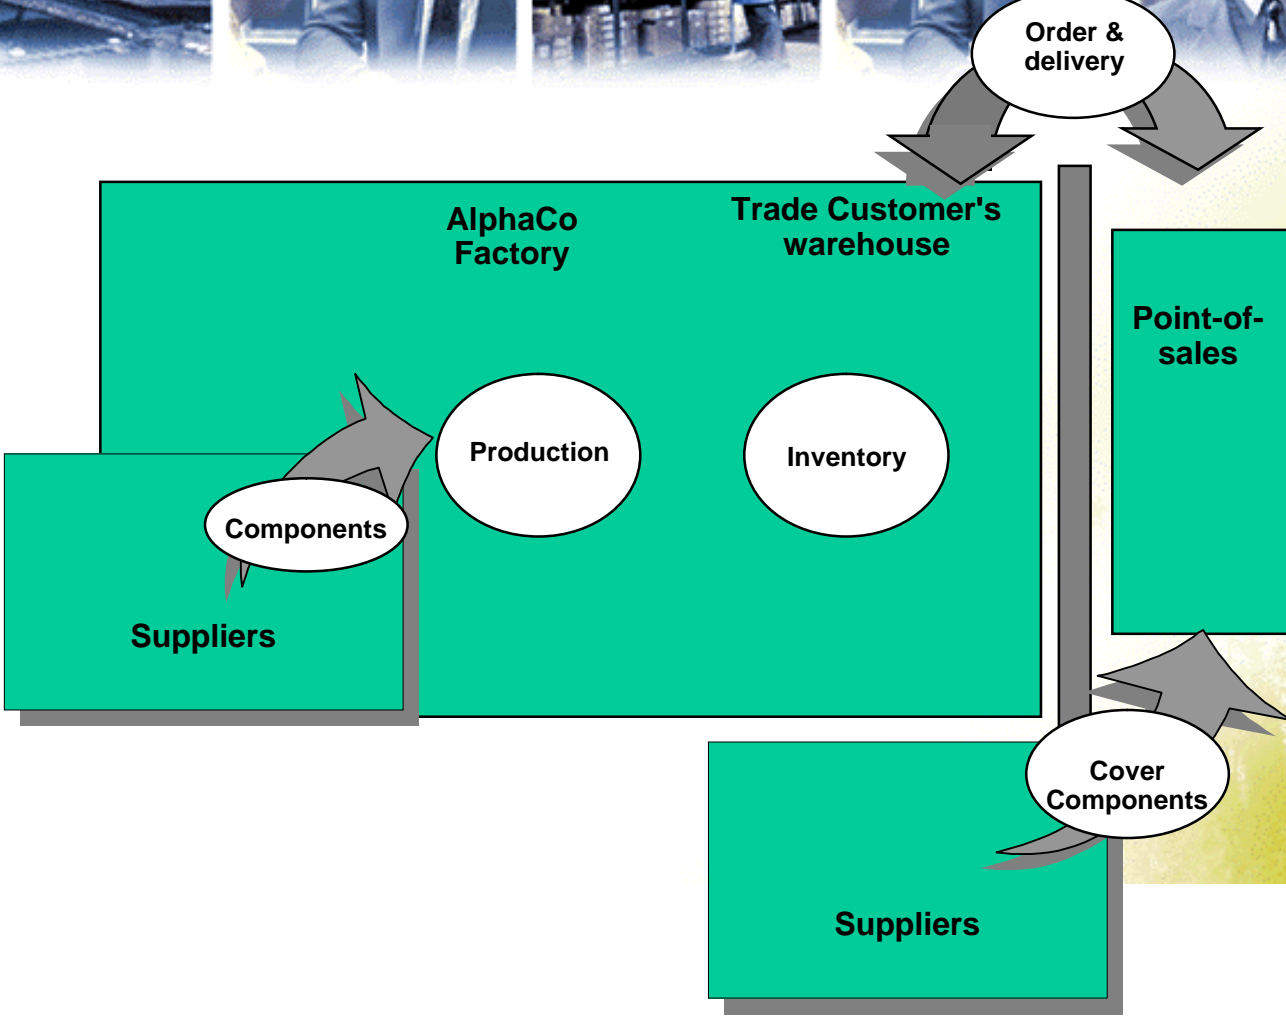 Order &
delivery
AlphaCo
Factory
Trade Customer's
warehouse
Point-of-
sales
Production
Inventory
Components
Suppliers
Cover
Components
Suppliers